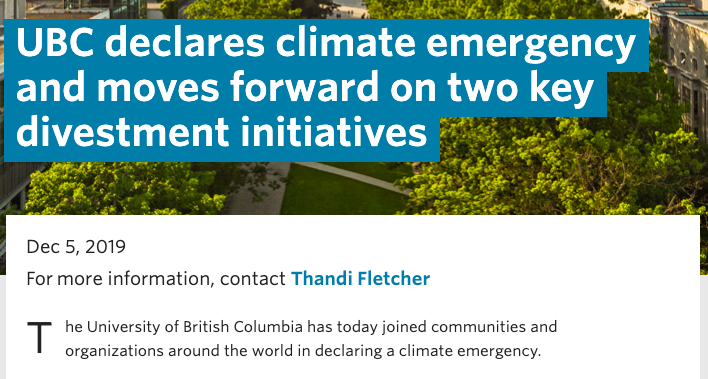 UBC declares climate emergency
and moves forward on two key
divestment initiatives
Dec 5, 2019
For more information, contact Thandi Fletcher
The University of British Columbia has today joined communities and
organizations around the world in declaring a climate emergency.